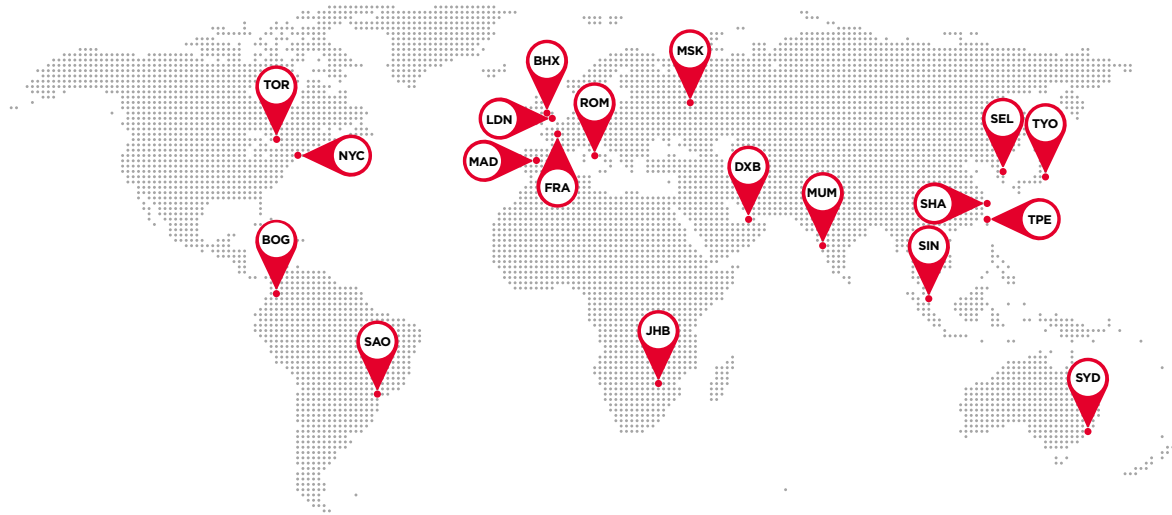 MSK
BHX
TOR
ROM
LDN
SEL
TYO
NYC
MAD
DXB
FRA
MUM
SHA
TPE
BOG
SIN
JHB
SAO
SYD